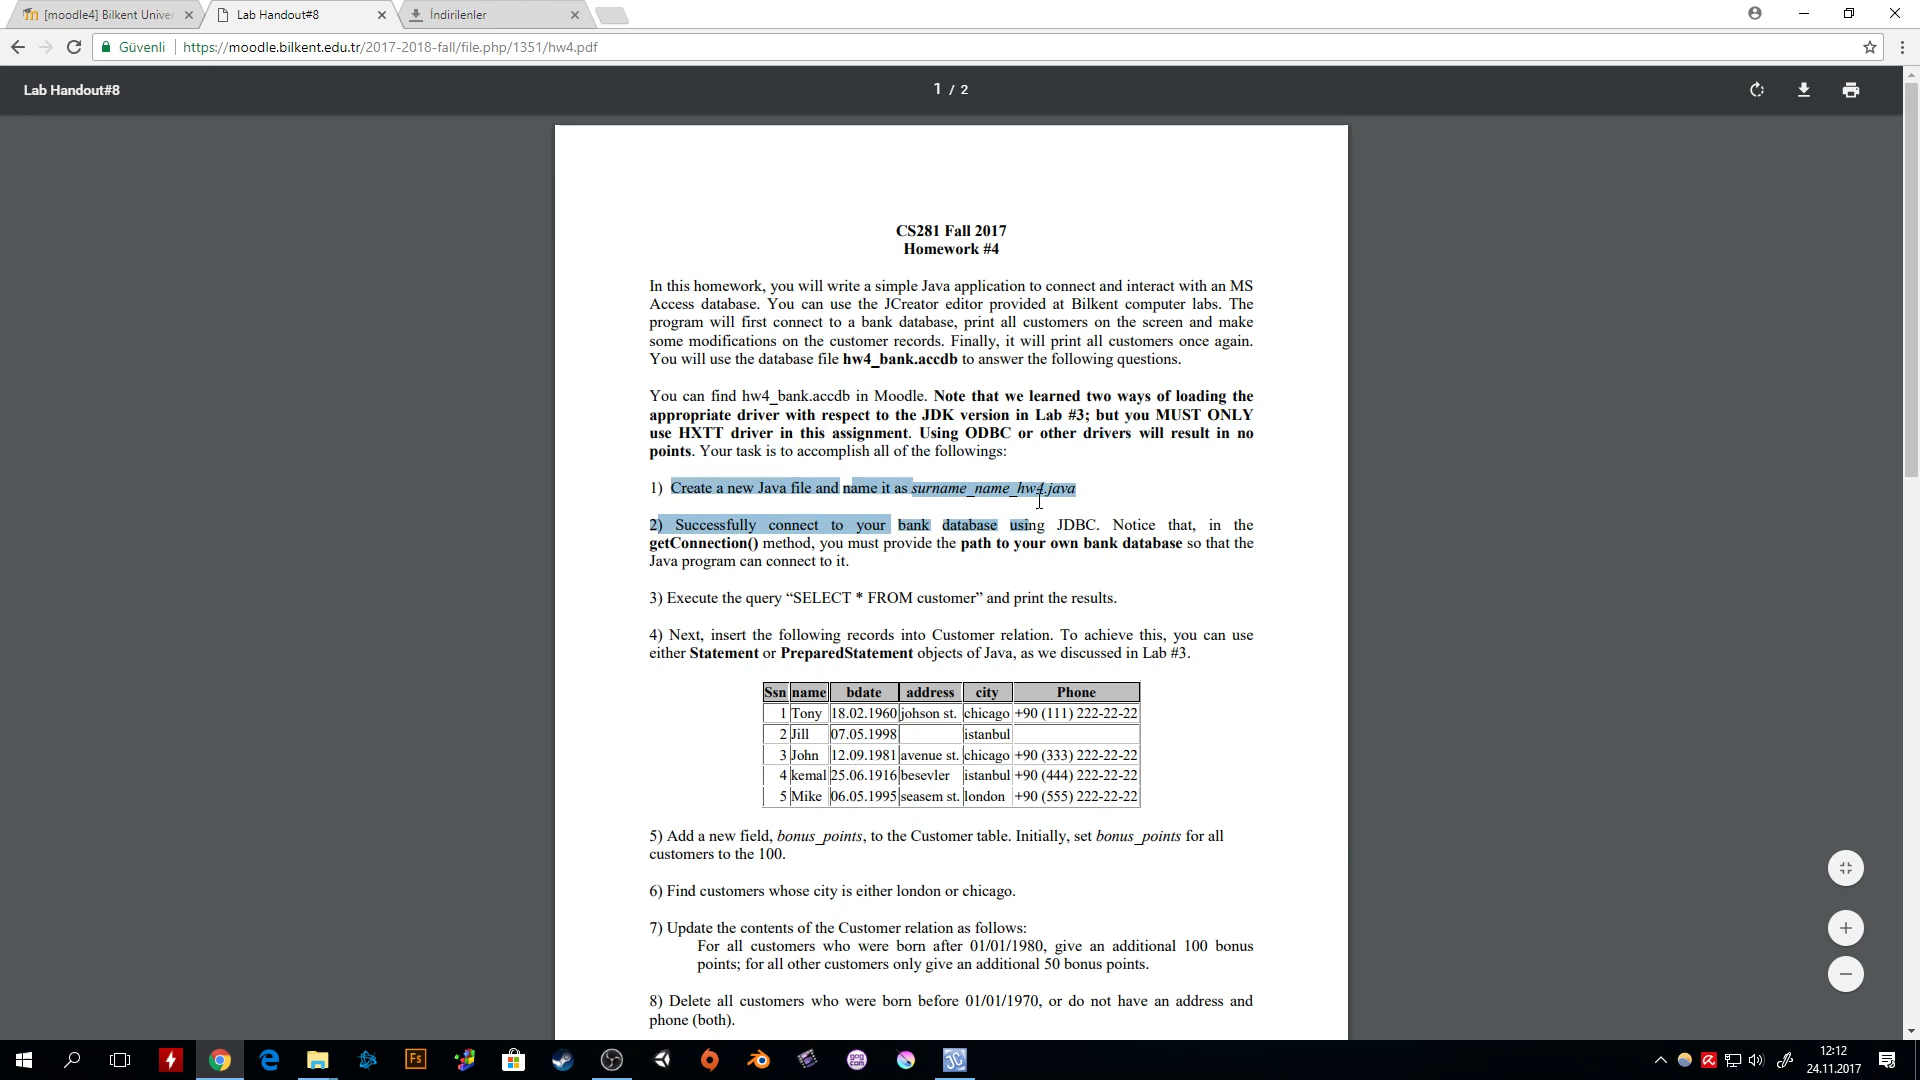 [moodle4] Bilkent Univer
Lab Handout#8
İndirilenler
Güvenli
https://moodle.bilkent.edu.tr/2017-2018-fall/file.php/1351/hw4.pdf
Lab Handout#8
1 / 2
CS281 Fall 2017
Homework #4
In this homework, you will write a simple Java application to connect and interact with an MS
Access database. You can use the JCreator editor provided at Bilkent computer labs. The
program will first connect to a bank database, print all customers on the screen and make
some modifications on the customer records. Finally, it will print all customers once again.
You will use the database file hw4_bank.accdb to answer the following questions.
You can find hw4_bank.accdb in Moodle. Note that we learned two ways of loading the
appropriate driver with respect to the JDK version in Lab #3; but you MUST ONLY
use HXTT driver in this assignment. Using ODBC or other drivers will result in no
points. Your task is to accomplish all of the followings:
1) Create a new Java file and name it as surname_name_hw4.java
2) Successfully connect to your bank database using JDBC. Notice that, in the
getConnection() method, you must provide the path to your own bank database so that the
Java program can connect to it.
3) Execute the query “SELECT * FROM customer” and print the results.
4) Next, insert the following records into Customer relation. To achieve this, you can use
either Statement or PreparedStatement objects of Java, as we discussed in Lab #3.
Ssn name bdate address city Phone
1 Tony 18.02.1960 johson st. chicago +90 (111) 222-22-22
2 Jill 07.05.1998 istanbul
3 John 12.09.1981 avenue st. chicago +90 (333) 222-22-22
4 kemal 25.06.1916 besevler istanbul +90 (444) 222-22-22
5 Mike 06.05.1995 seasem st. london +90 (555) 222-22-22
5) Add a new field, bonus_points, to the Customer table. Initially, set bonus_points for all
customers to the 100.
6) Find customers whose city is either london or chicago.
7) Update the contents of the Customer relation as follows:
For all customers who were born after 01/01/1980, give an additional 100 bonus
points; for all other customers only give an additional 50 bonus points.
8) Delete all customers who were born before 01/01/1970, or do not have an address and
phone (both).
Fs
gog
com
JC
12:12
24.11.2017